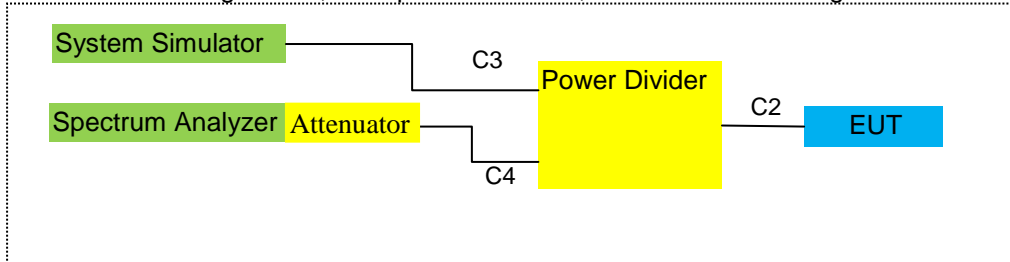 System Simulator
C3
Power Divider
C2
Spectrum Analyzer
Attenuator
EUT
C4